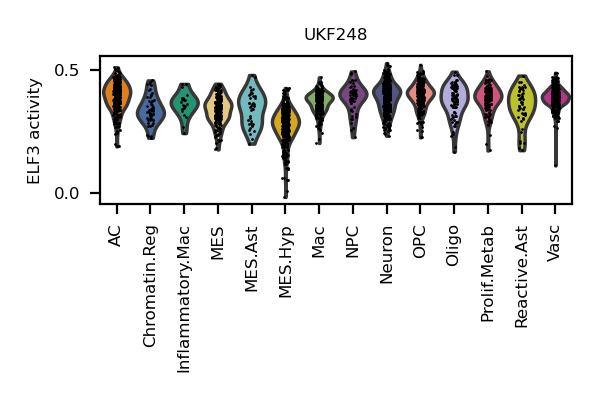 UKF248
ELF3 activity
0.5
0.0
AC
Chromatin.Reg
Inflammatory.Mac
MES
MES.Ast
MES.Hyp
Mac
NPC
Neuron
OPC
Oligo
Prolif.Metab
Reactive.Ast
Vasc